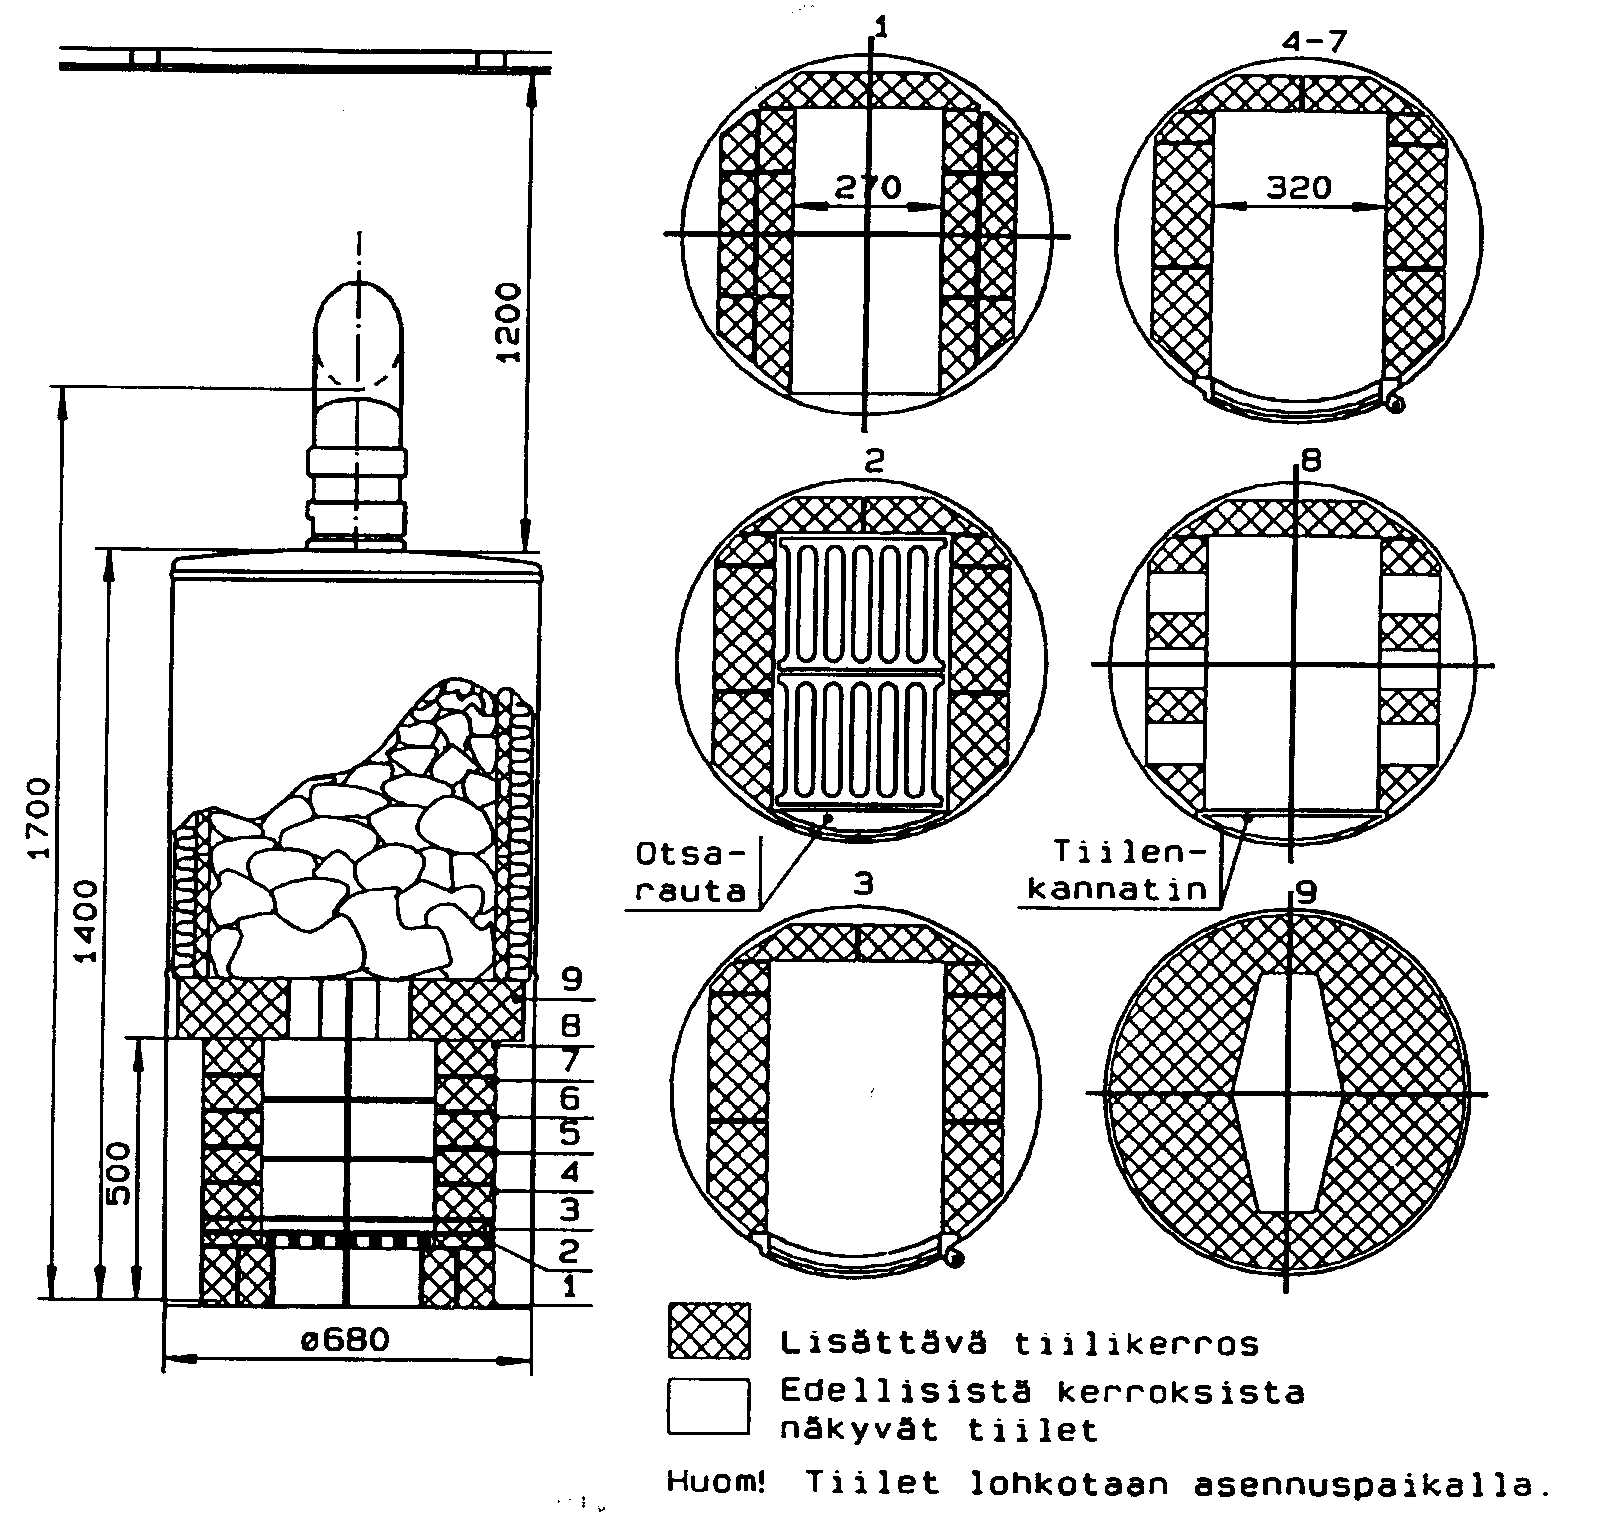 1200
1700
1400
500
ø680
9
8
7
6
5
4
3
2
1
1
270
4-7
320
2
Otsa-
rauta
8
Tiilen-
kannatin
3
9
Lisättävä tiilikerros
Edellisistä kerroksista
näkyvät tiilet
Huom! Tiilet lohkotaan asennuspaikalla.